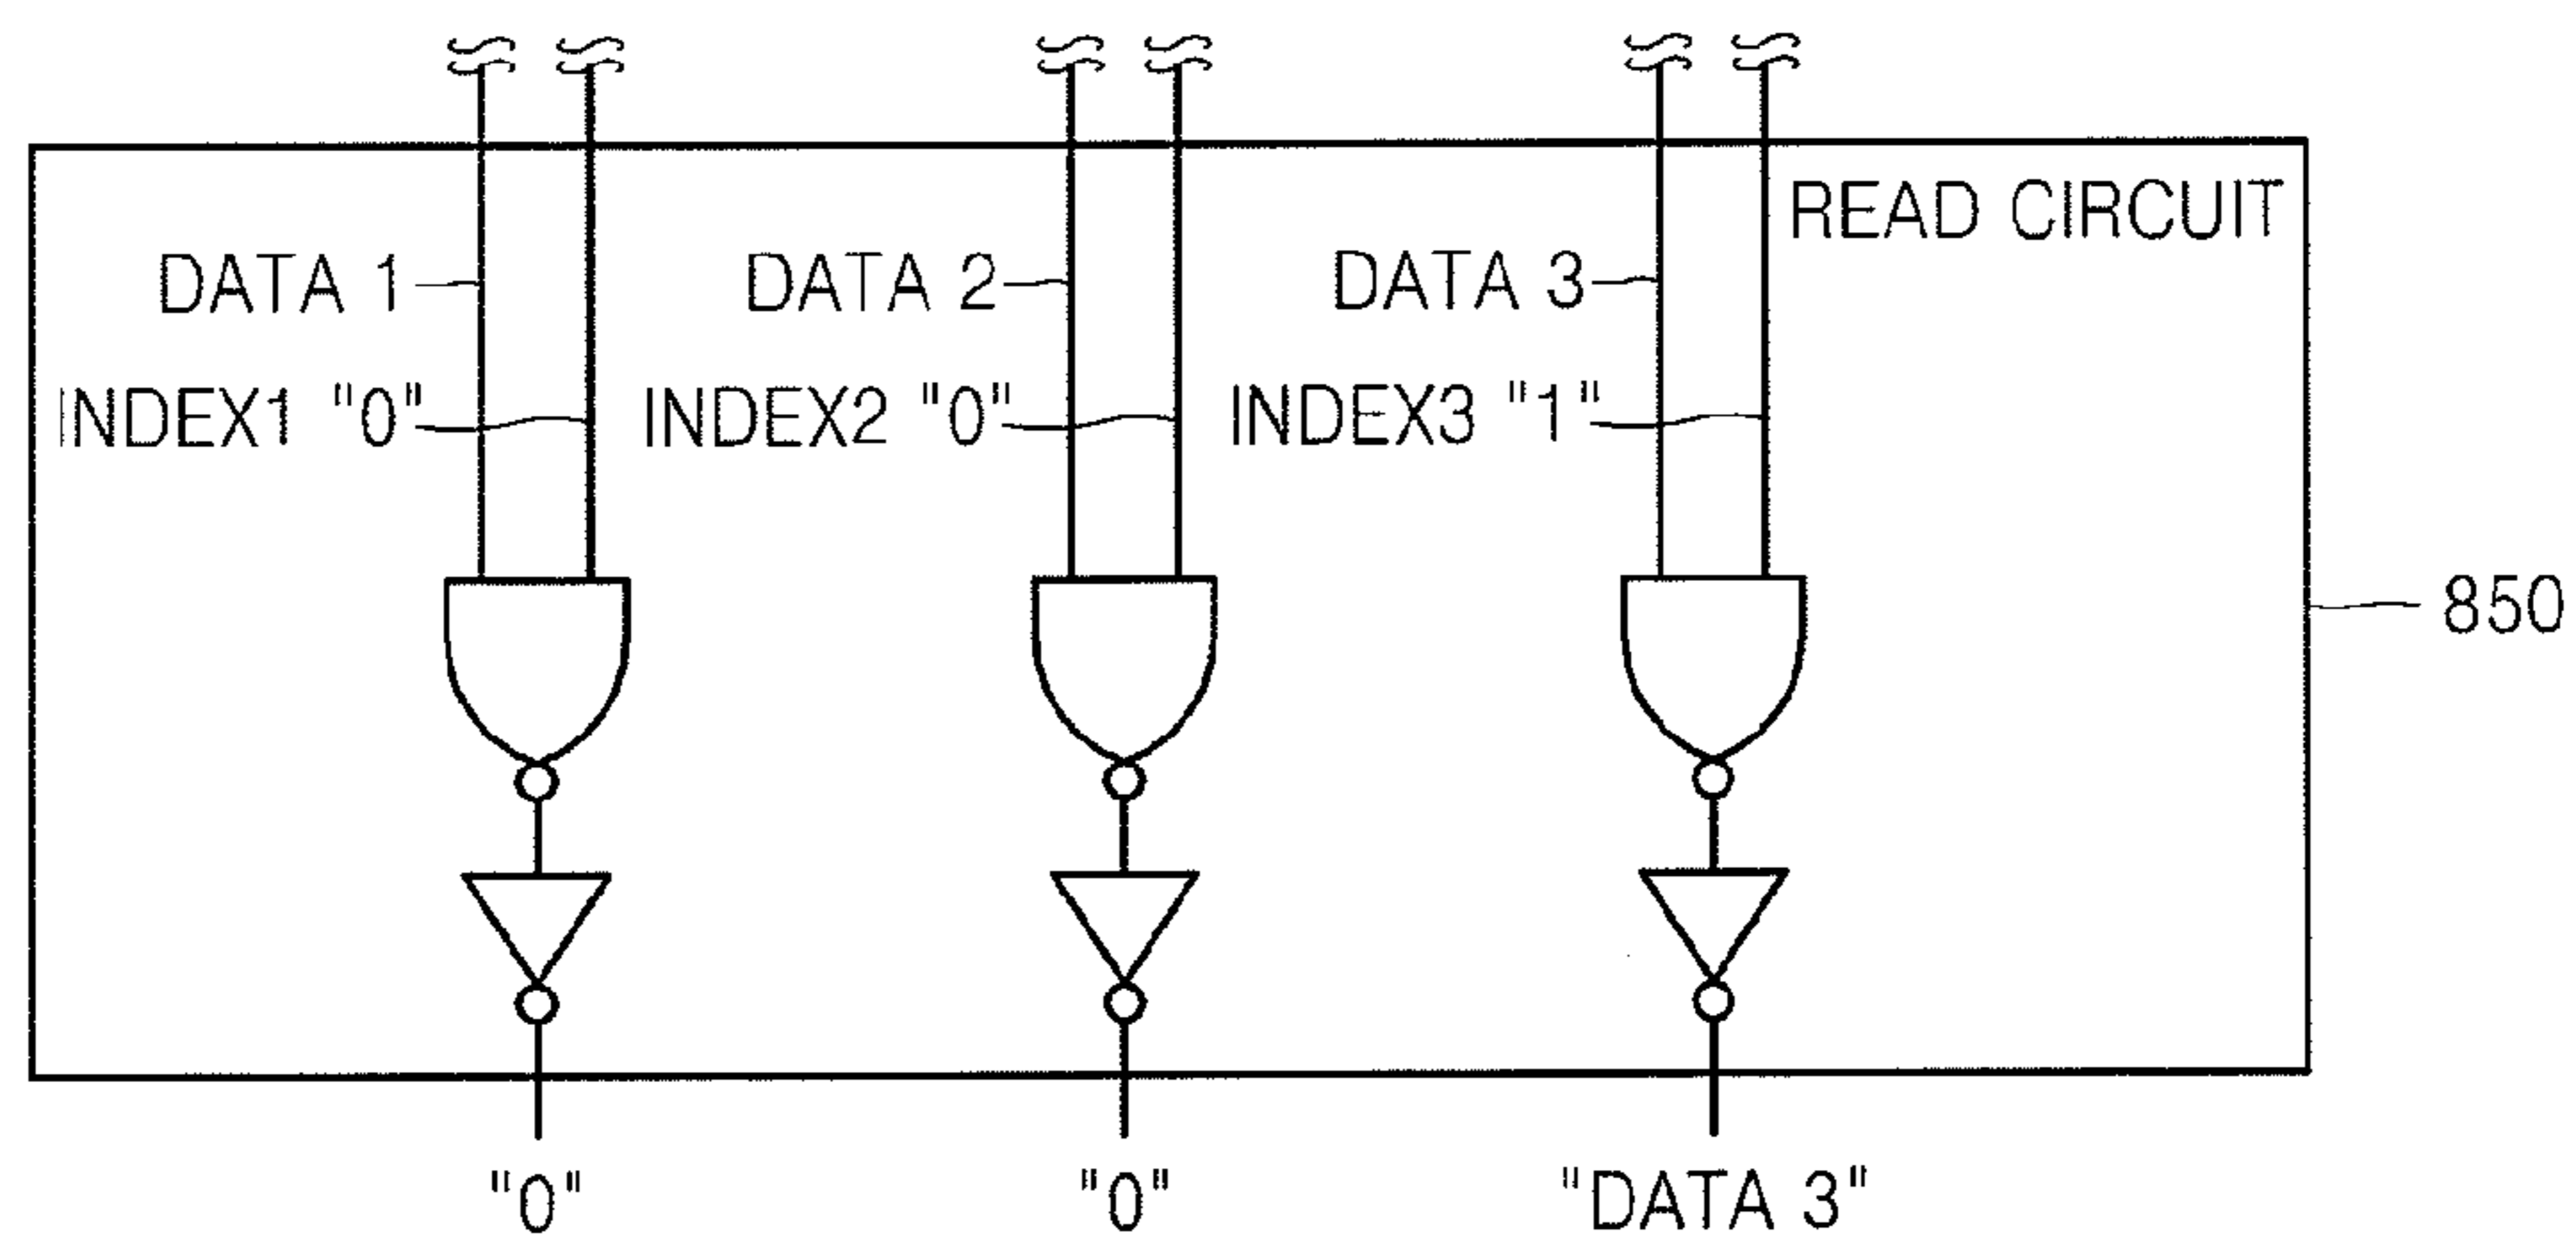 READ CIRCUIT
DATA 1
DATA 2
DATA 3
INDEX1 "0"
INDEX2 "0"
INDEX3 "1"
850
"0"
"0"
"DATA 3"